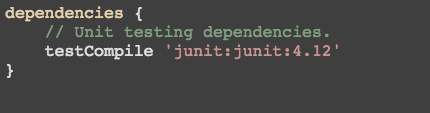 dependencies {
    // Unit testing dependencies.
    testCompile 'junit:junit:4.12'
}